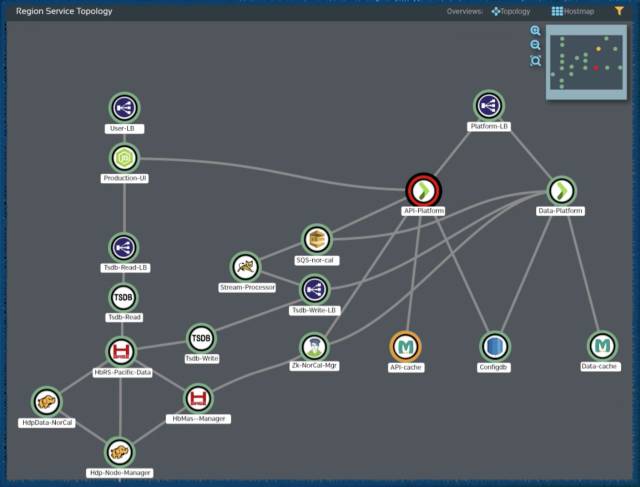 Region Service Topology
Overviews: Topology Hostmap
User-LB
Platform-LB
Production-UI
API-Platform
Data-Platform
Tsdb-Read-LB
SQS-nor-cal
Stream-Processor
TSDB
Tsdb-Read
Tsdb-Write-LB
TSDB
Tsdb-Write
HbRS-Pacific-Data
Zk-NorCal-Mgr
API-cache
Configdb
Data-cache
HdpData-NorCal
HbMas--Manager
Hdp-Node-Manager